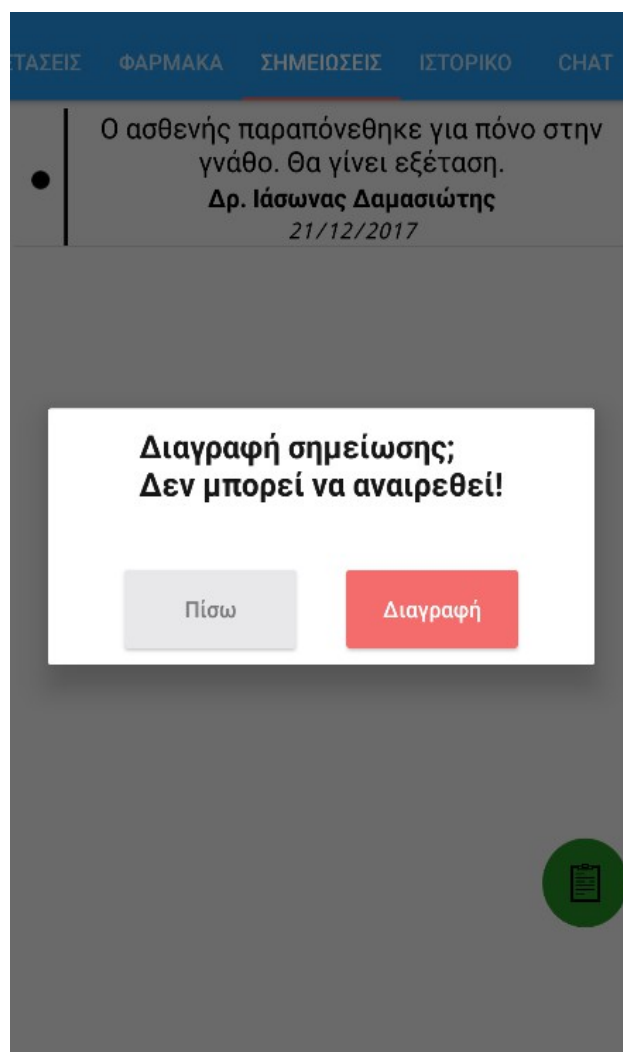 ΤΑΣΕΙΣ ΦΑΡΜΑΚΑ ΣΗΜΕΙΩΣΕΙΣ ΙΣΤΟΡΙΚΟ CHAT
Ο ασθενής παραπόνεθηκε για πόνο στην
γνάθο. Θα γίνει εξέταση.
Δρ. Ιάσωνας Δαμασιώτης
21/12/2017
Διαγραφή σημείωσης;
Δεν μπορεί να αναιρεθεί!
Πίσω Διαγραφή